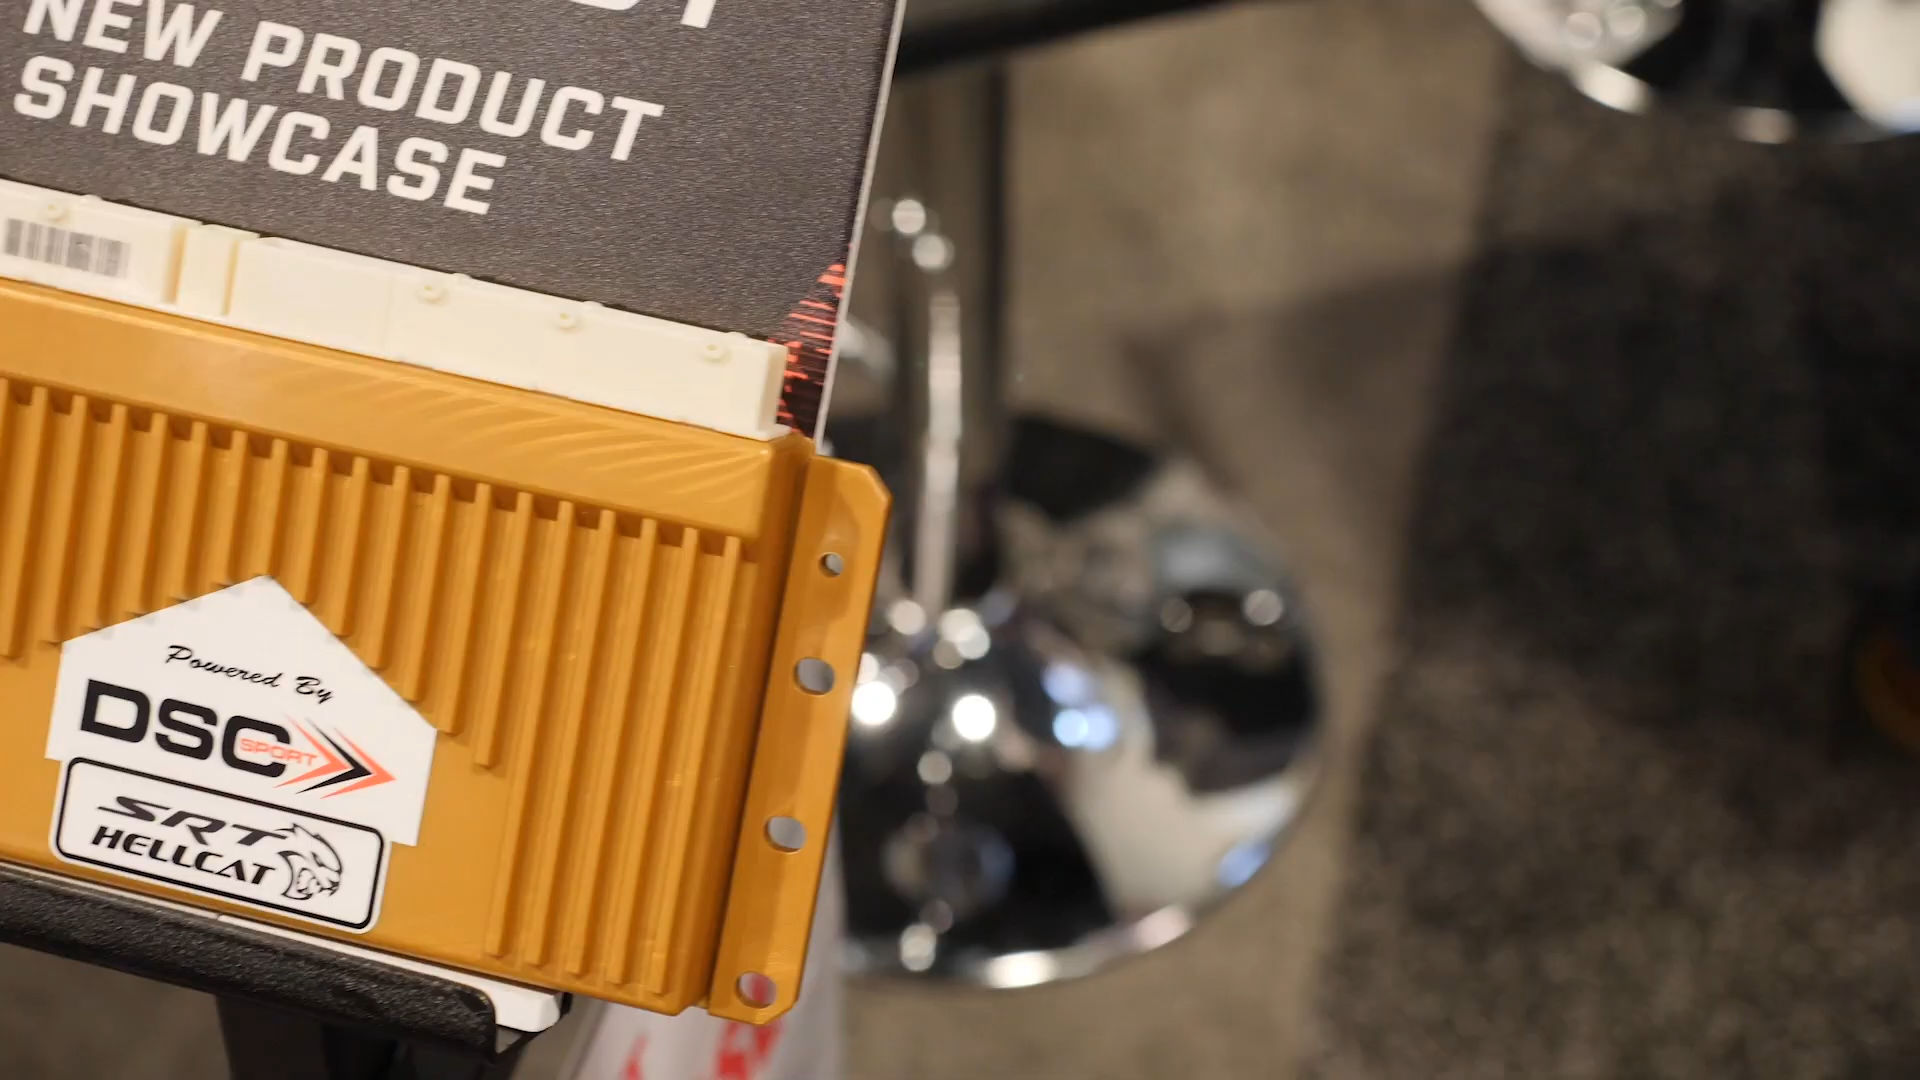 NEW PRODUCT
SHOWCASE
Powered By
DSC
SPORT
SRT
HELLCAT